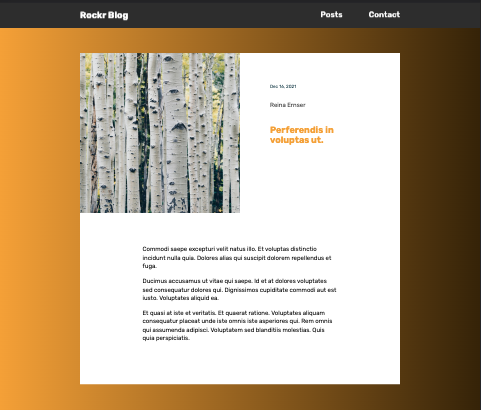 Rockr Blog
Posts
Contact
Dec 16, 2021
Reina Ernser
Perferendis in
voluptas ut.
Commodi saepe excepturi velit natus illo. Et voluptas distinctio
incidunt nulla quia. Dolores alias qui suscipit dolorem repellendus et
fuga.
Ducimus accusamus ut vitae qui saepe. Id et at dolores voluptates
sed consequatur dolores qui. Dignissimos cupiditate commodi aut est
iusto. Voluptates aliquid ea.
Et quasi at iste et veritatis. Et quaerat ratione. Voluptates aliquam
consequatur placeat unde iste omnis iste asperiores qui. Rem omnis
qui assumenda adipisci. Voluptatem sed blanditiis molestias. Quis
quia perspiciatis.